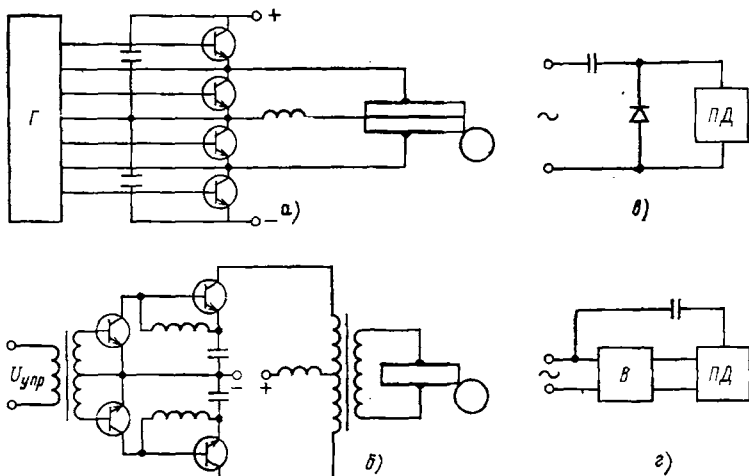 +
Г
ПД
~
−
а)
в)
Uупр
−
+
~
В
ПД
б)
г)